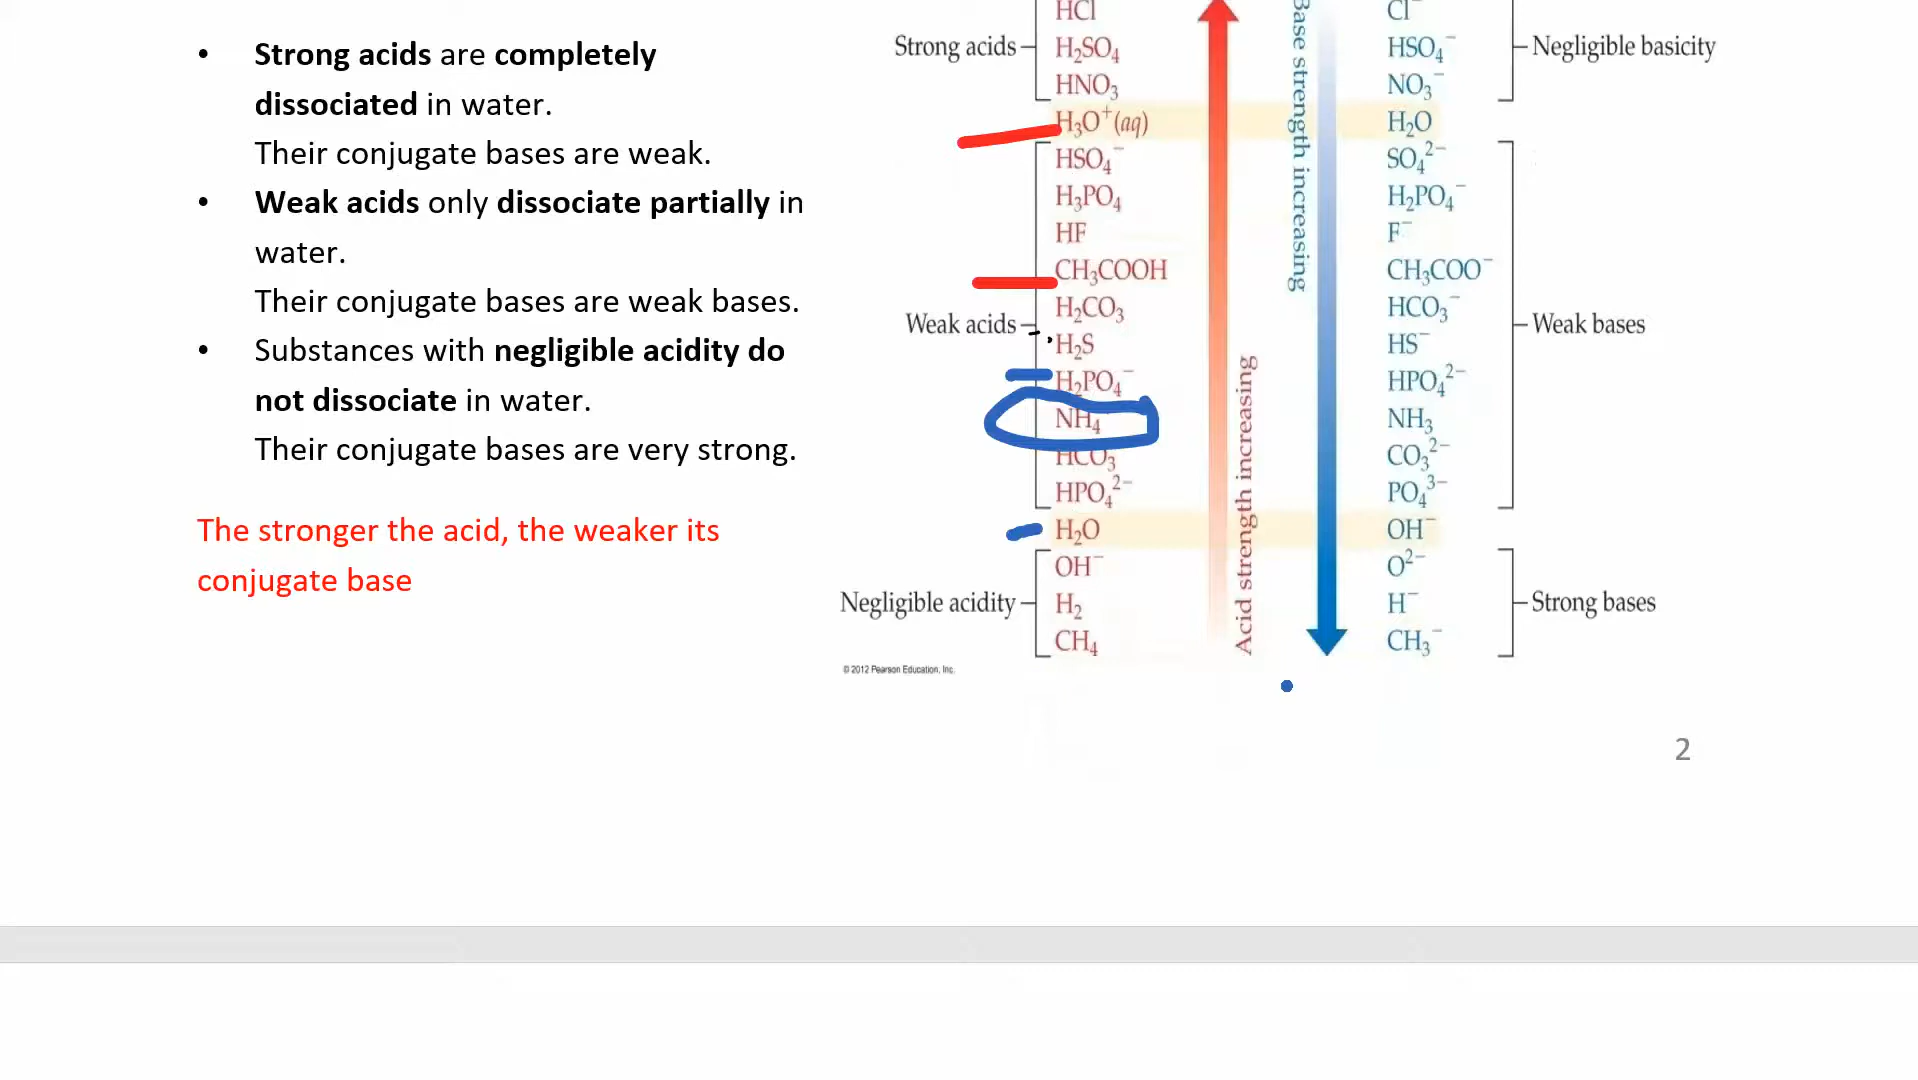 • Strong acids are completely
dissociated in water.
Their conjugate bases are weak.
• Weak acids only dissociate partially in
water.
Their conjugate bases are weak bases.
• Substances with negligible acidity do
not dissociate in water.
Their conjugate bases are very strong.
The stronger the acid, the weaker its
conjugate base
Strong acids
Weak acids
Negligible acidity
HCl
H₂SO₄
HNO₃
H₃O⁺(aq)
HSO₄⁻
H₃PO₄
HF
CH₃COOH
H₂CO₃
H₂S
H₂PO₄⁻
NH₄
HCO₃
HPO₄²⁻
H₂O
OH⁻
H₂
CH₄
Acid strength increasing
Base strength increasing
Cl⁻
HSO₄⁻
NO₃⁻
H₂O
SO₄²⁻
H₂PO₄⁻
F⁻
CH₃COO⁻
HCO₃⁻
HS⁻
HPO₄²⁻
NH₃
CO₃²⁻
PO₄³⁻
OH⁻
O²⁻
H⁻
CH₃⁻
Negligible basicity
Weak bases
Strong bases
© 2012 Pearson Education, Inc.
2